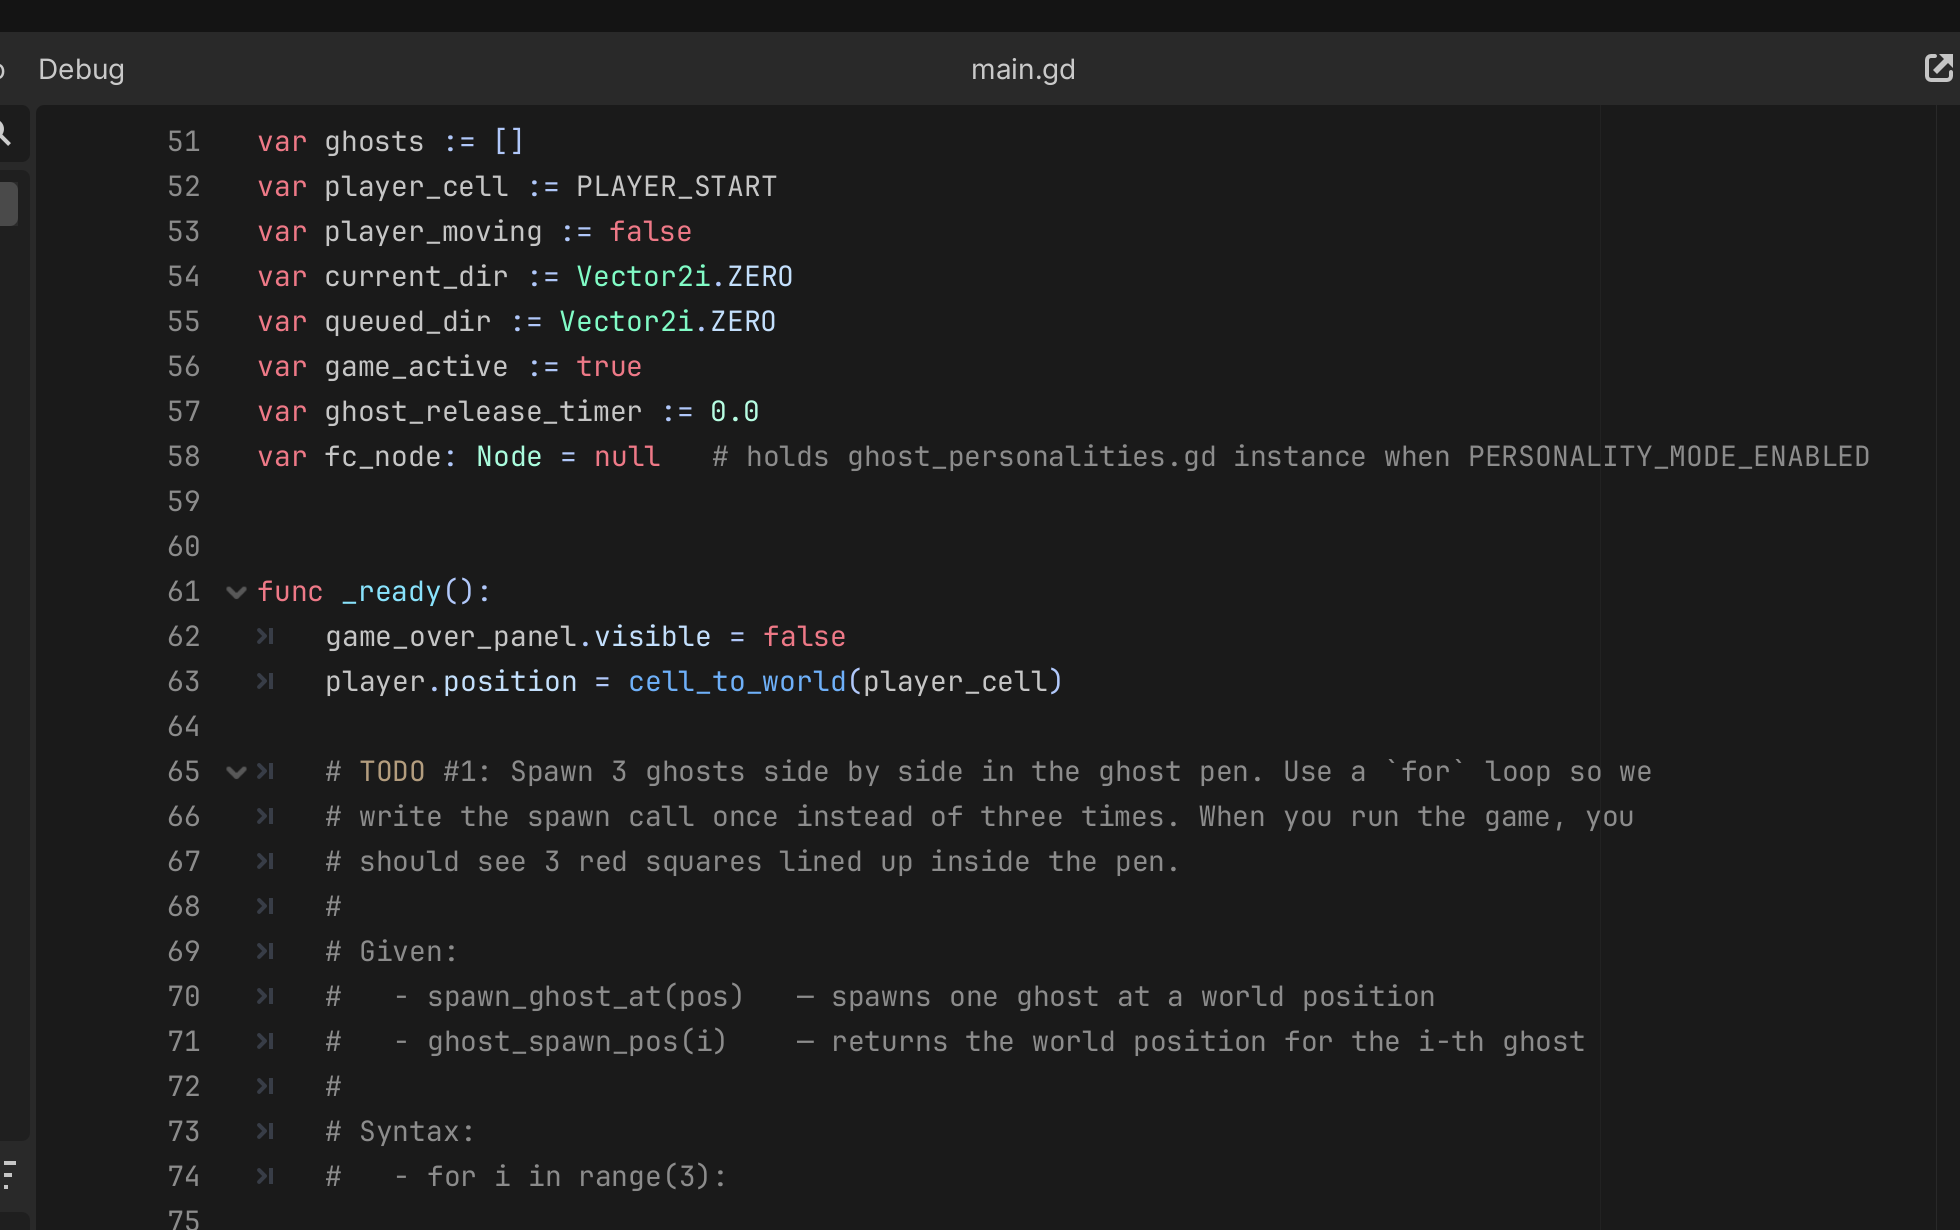 Debug
main.gd
51 var ghosts := []
52 var player_cell := PLAYER_START
53 var player_moving := false
54 var current_dir := Vector2i.ZERO
55 var queued_dir := Vector2i.ZERO
56 var game_active := true
57 var ghost_release_timer := 0.0
58 var fc_node: Node = null   # holds ghost_personalities.gd instance when PERSONALITY_MODE_ENABLED
59
60
61 func _ready():
62     game_over_panel.visible = false
63     player.position = cell_to_world(player_cell)
64
65     # TODO #1: Spawn 3 ghosts side by side in the ghost pen. Use a `for` loop so we
66     # write the spawn call once instead of three times. When you run the game, you
67     # should see 3 red squares lined up inside the pen.
68     #
69     # Given:
70     #   - spawn_ghost_at(pos)   — spawns one ghost at a world position
71     #   - ghost_spawn_pos(i)    — returns the world position for the i-th ghost
72     #
73     # Syntax:
74     #   - for i in range(3):
75